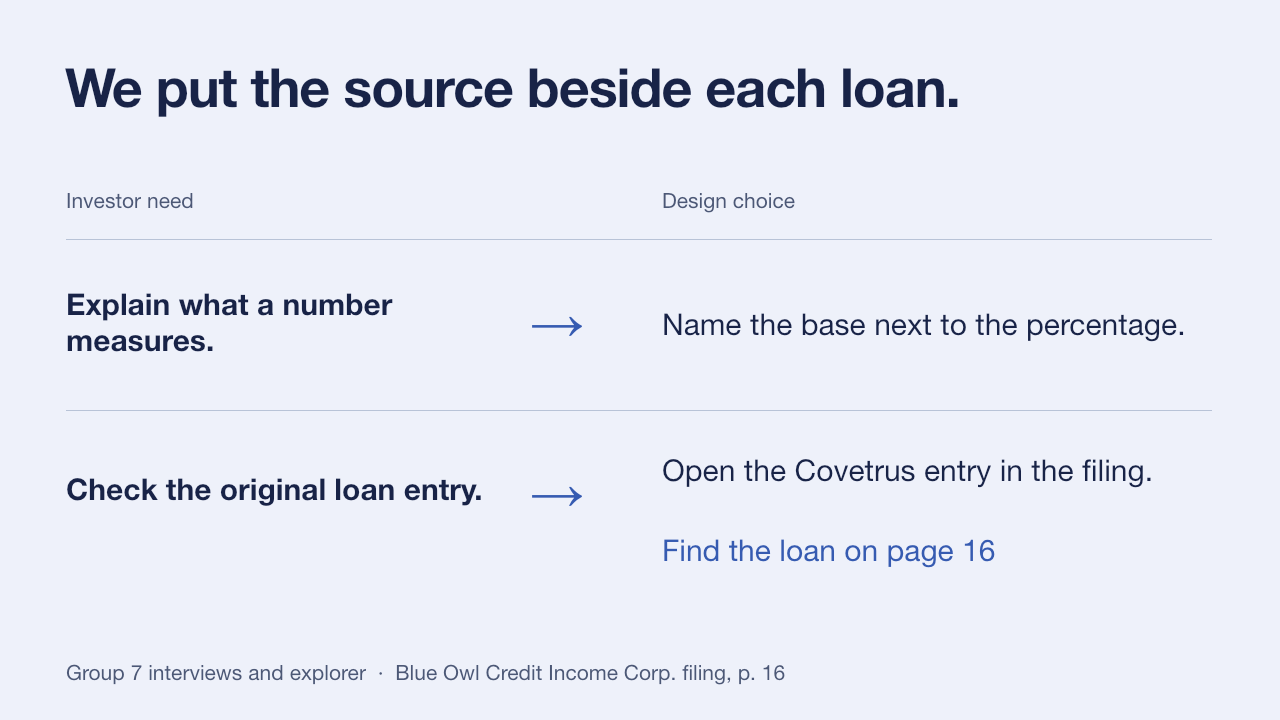 We put the source beside each loan.
Investor need
Design choice
Explain what a number
measures.
→
Name the base next to the percentage.
Check the original loan entry.
→
Open the Covetrus entry in the filing.
Find the loan on page 16
Group 7 interviews and explorer · Blue Owl Credit Income Corp. filing, p. 16